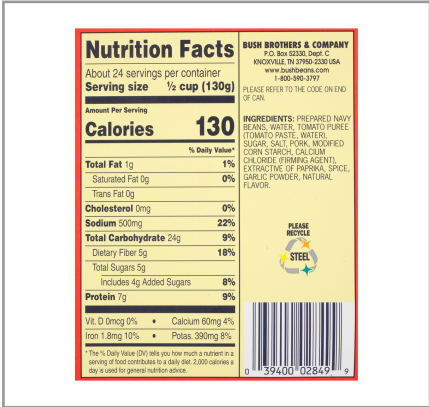 Nutrition Facts
About 24 servings per container
Serving size ½ cup (130g)
Amount Per Serving
Calories 130
% Daily Value*
Total Fat 1g 1%
Saturated Fat 0g 0%
Trans Fat 0g
Cholesterol 0mg 0%
Sodium 500mg 22%
Total Carbohydrate 24g 9%
Dietary Fiber 5g 18%
Total Sugars 5g
Includes 4g Added Sugars 8%
Protein 7g 9%
Vit. D 0mcg 0% • Calcium 60mg 4%
Iron 1.8mg 10% • Potas. 390mg 8%
* The % Daily Value (DV) tells you how much a nutrient in a
serving of food contributes to a daily diet. 2,000 calories a
day is used for general nutrition advice.
BUSH BROTHERS & COMPANY
P.O. Box 52330, Dept. C
KNOXVILLE, TN 37950-2330 USA
www.bushbeans.com
1-800-590-3797
PLEASE REFER TO THE CODE ON END
OF CAN.
INGREDIENTS: PREPARED NAVY
BEANS, WATER, TOMATO PUREE
(TOMATO PASTE, WATER),
SUGAR, SALT, PORK, MODIFIED
CORN STARCH, CALCIUM
CHLORIDE (FIRMING AGENT),
EXTRACTIVE OF PAPRIKA, SPICE,
GARLIC POWDER, NATURAL
FLAVOR.
PLEASE
RECYCLE
STEEL
0 39400 02849 9